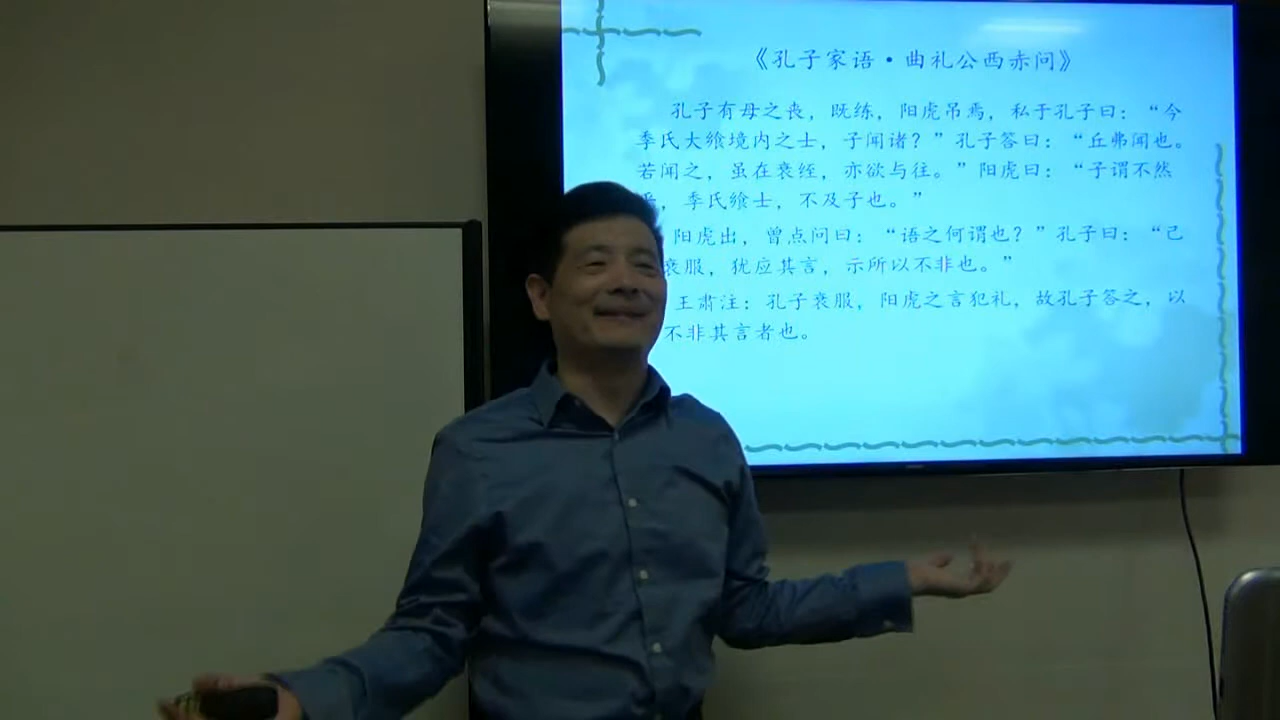 《孔子家语·曲礼公西赤问》
孔子有母之丧，既练，阳虎吊焉，私于孔子曰：“今
季氏大飨境内之士，子闻诸？”孔子答曰：“丘弗闻也。
若闻之，虽在衰绖，亦欲与往。”阳虎曰：“子谓不然
乎，季氏飨士，不及子也。”
阳虎出，曾点问曰：“语之何谓也？”孔子曰：“己
衰服，犹应其言，示所以不非也。”
王肃注：孔子衰服，阳虎之言犯礼，故孔子答之，以
不非其言者也。